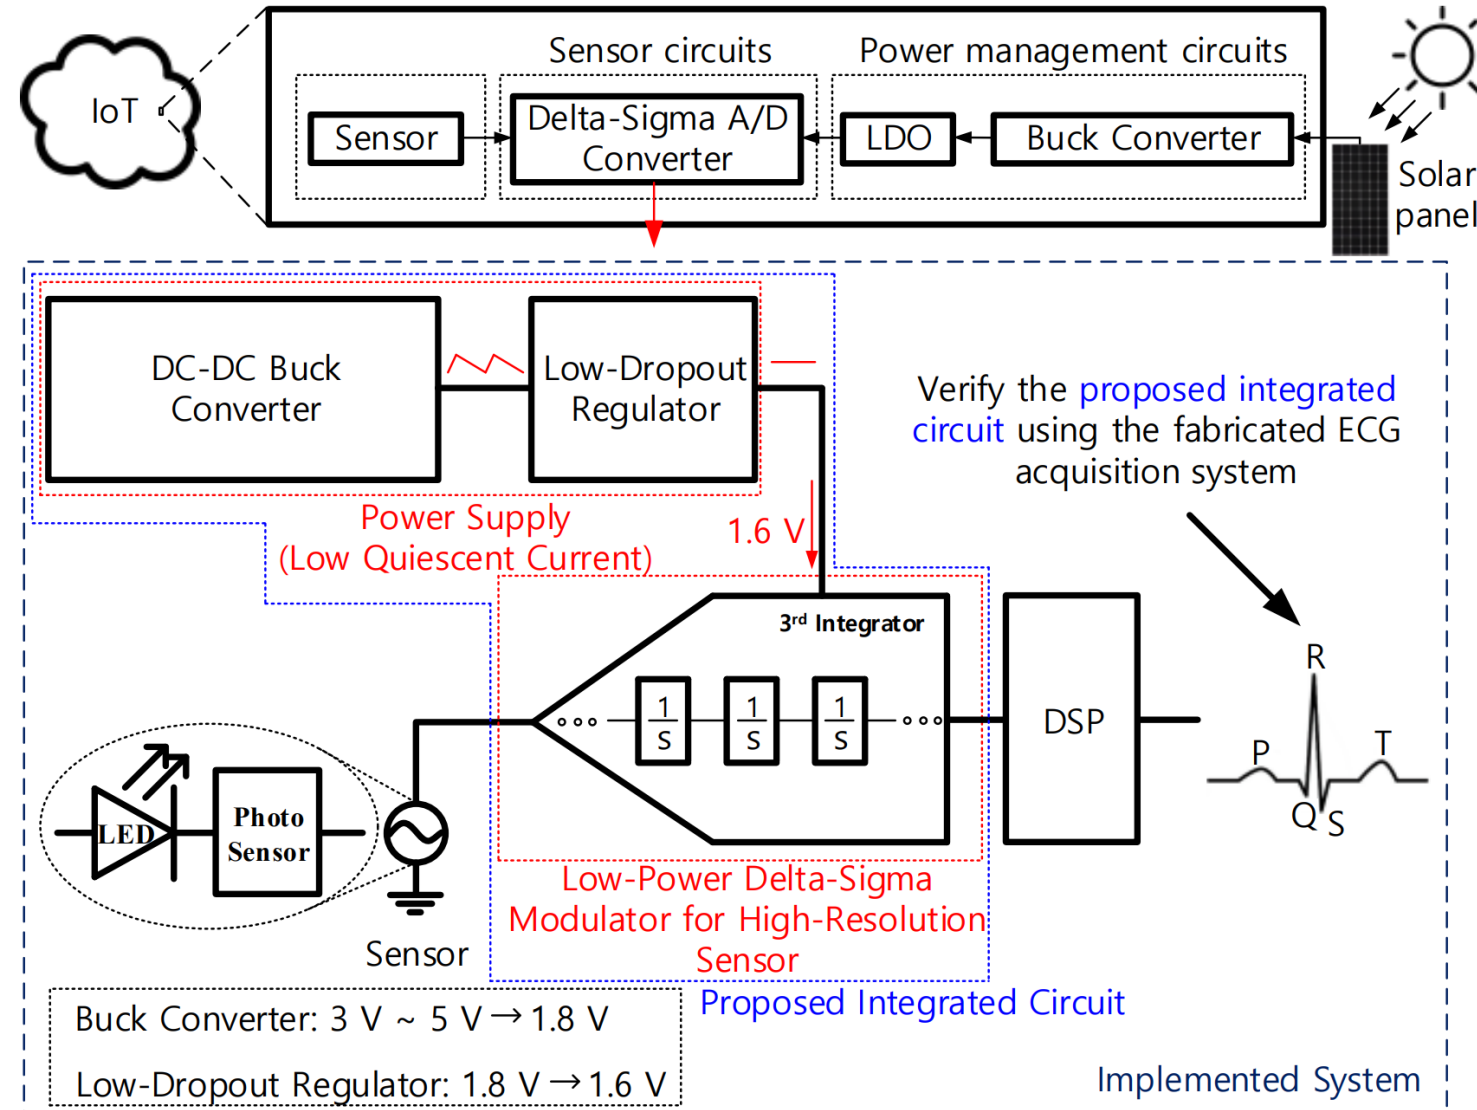 IoT
Sensor circuits
Power management circuits
Sensor
Delta-Sigma A/D
Converter
LDO
Buck Converter
Solar
panel
DC-DC Buck
Converter
Low-Dropout
Regulator
Verify the proposed integrated
circuit using the fabricated ECG
acquisition system
Power Supply
(Low Quiescent Current)
1.6 V
3rd Integrator
1
S
1
S
1
S
DSP
R
P
T
Q
S
LED
Photo
Sensor
Sensor
Low-Power Delta-Sigma
Modulator for High-Resolution
Sensor
Proposed Integrated Circuit
Buck Converter: 3 V ~ 5 V → 1.8 V
Low-Dropout Regulator: 1.8 V → 1.6 V
Implemented System